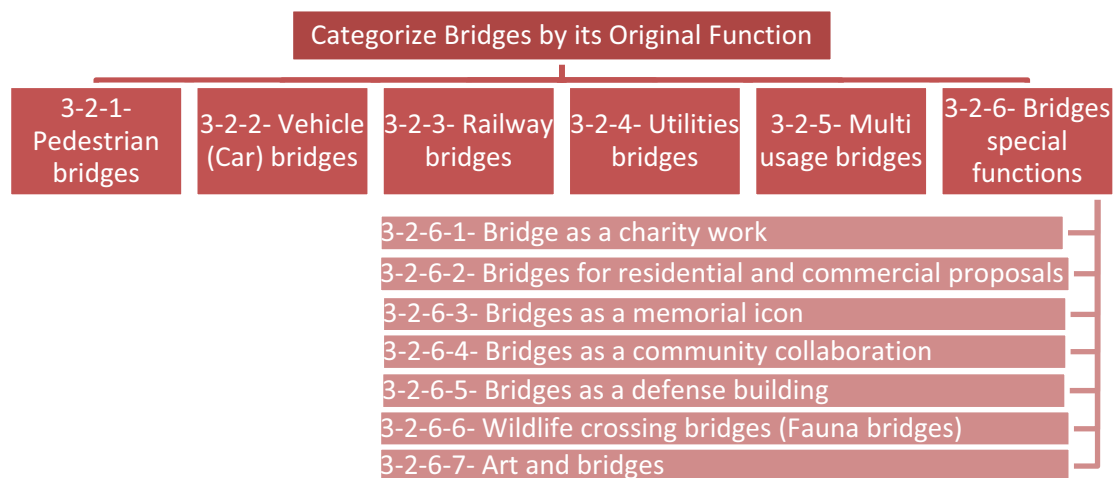 Categorize Bridges by its Original Function
3-2-1-
Pedestrian
bridges
3-2-2- Vehicle
(Car) bridges
3-2-3- Railway
bridges
3-2-4- Utilities
bridges
3-2-5- Multi
usage bridges
3-2-6- Bridges
special
functions
3-2-6-1- Bridge as a charity work
3-2-6-2- Bridges for residential and commercial proposals
3-2-6-3- Bridges as a memorial icon
3-2-6-4- Bridges as a community collaboration
3-2-6-5- Bridges as a defense building
3-2-6-6- Wildlife crossing bridges (Fauna bridges)
3-2-6-7- Art and bridges